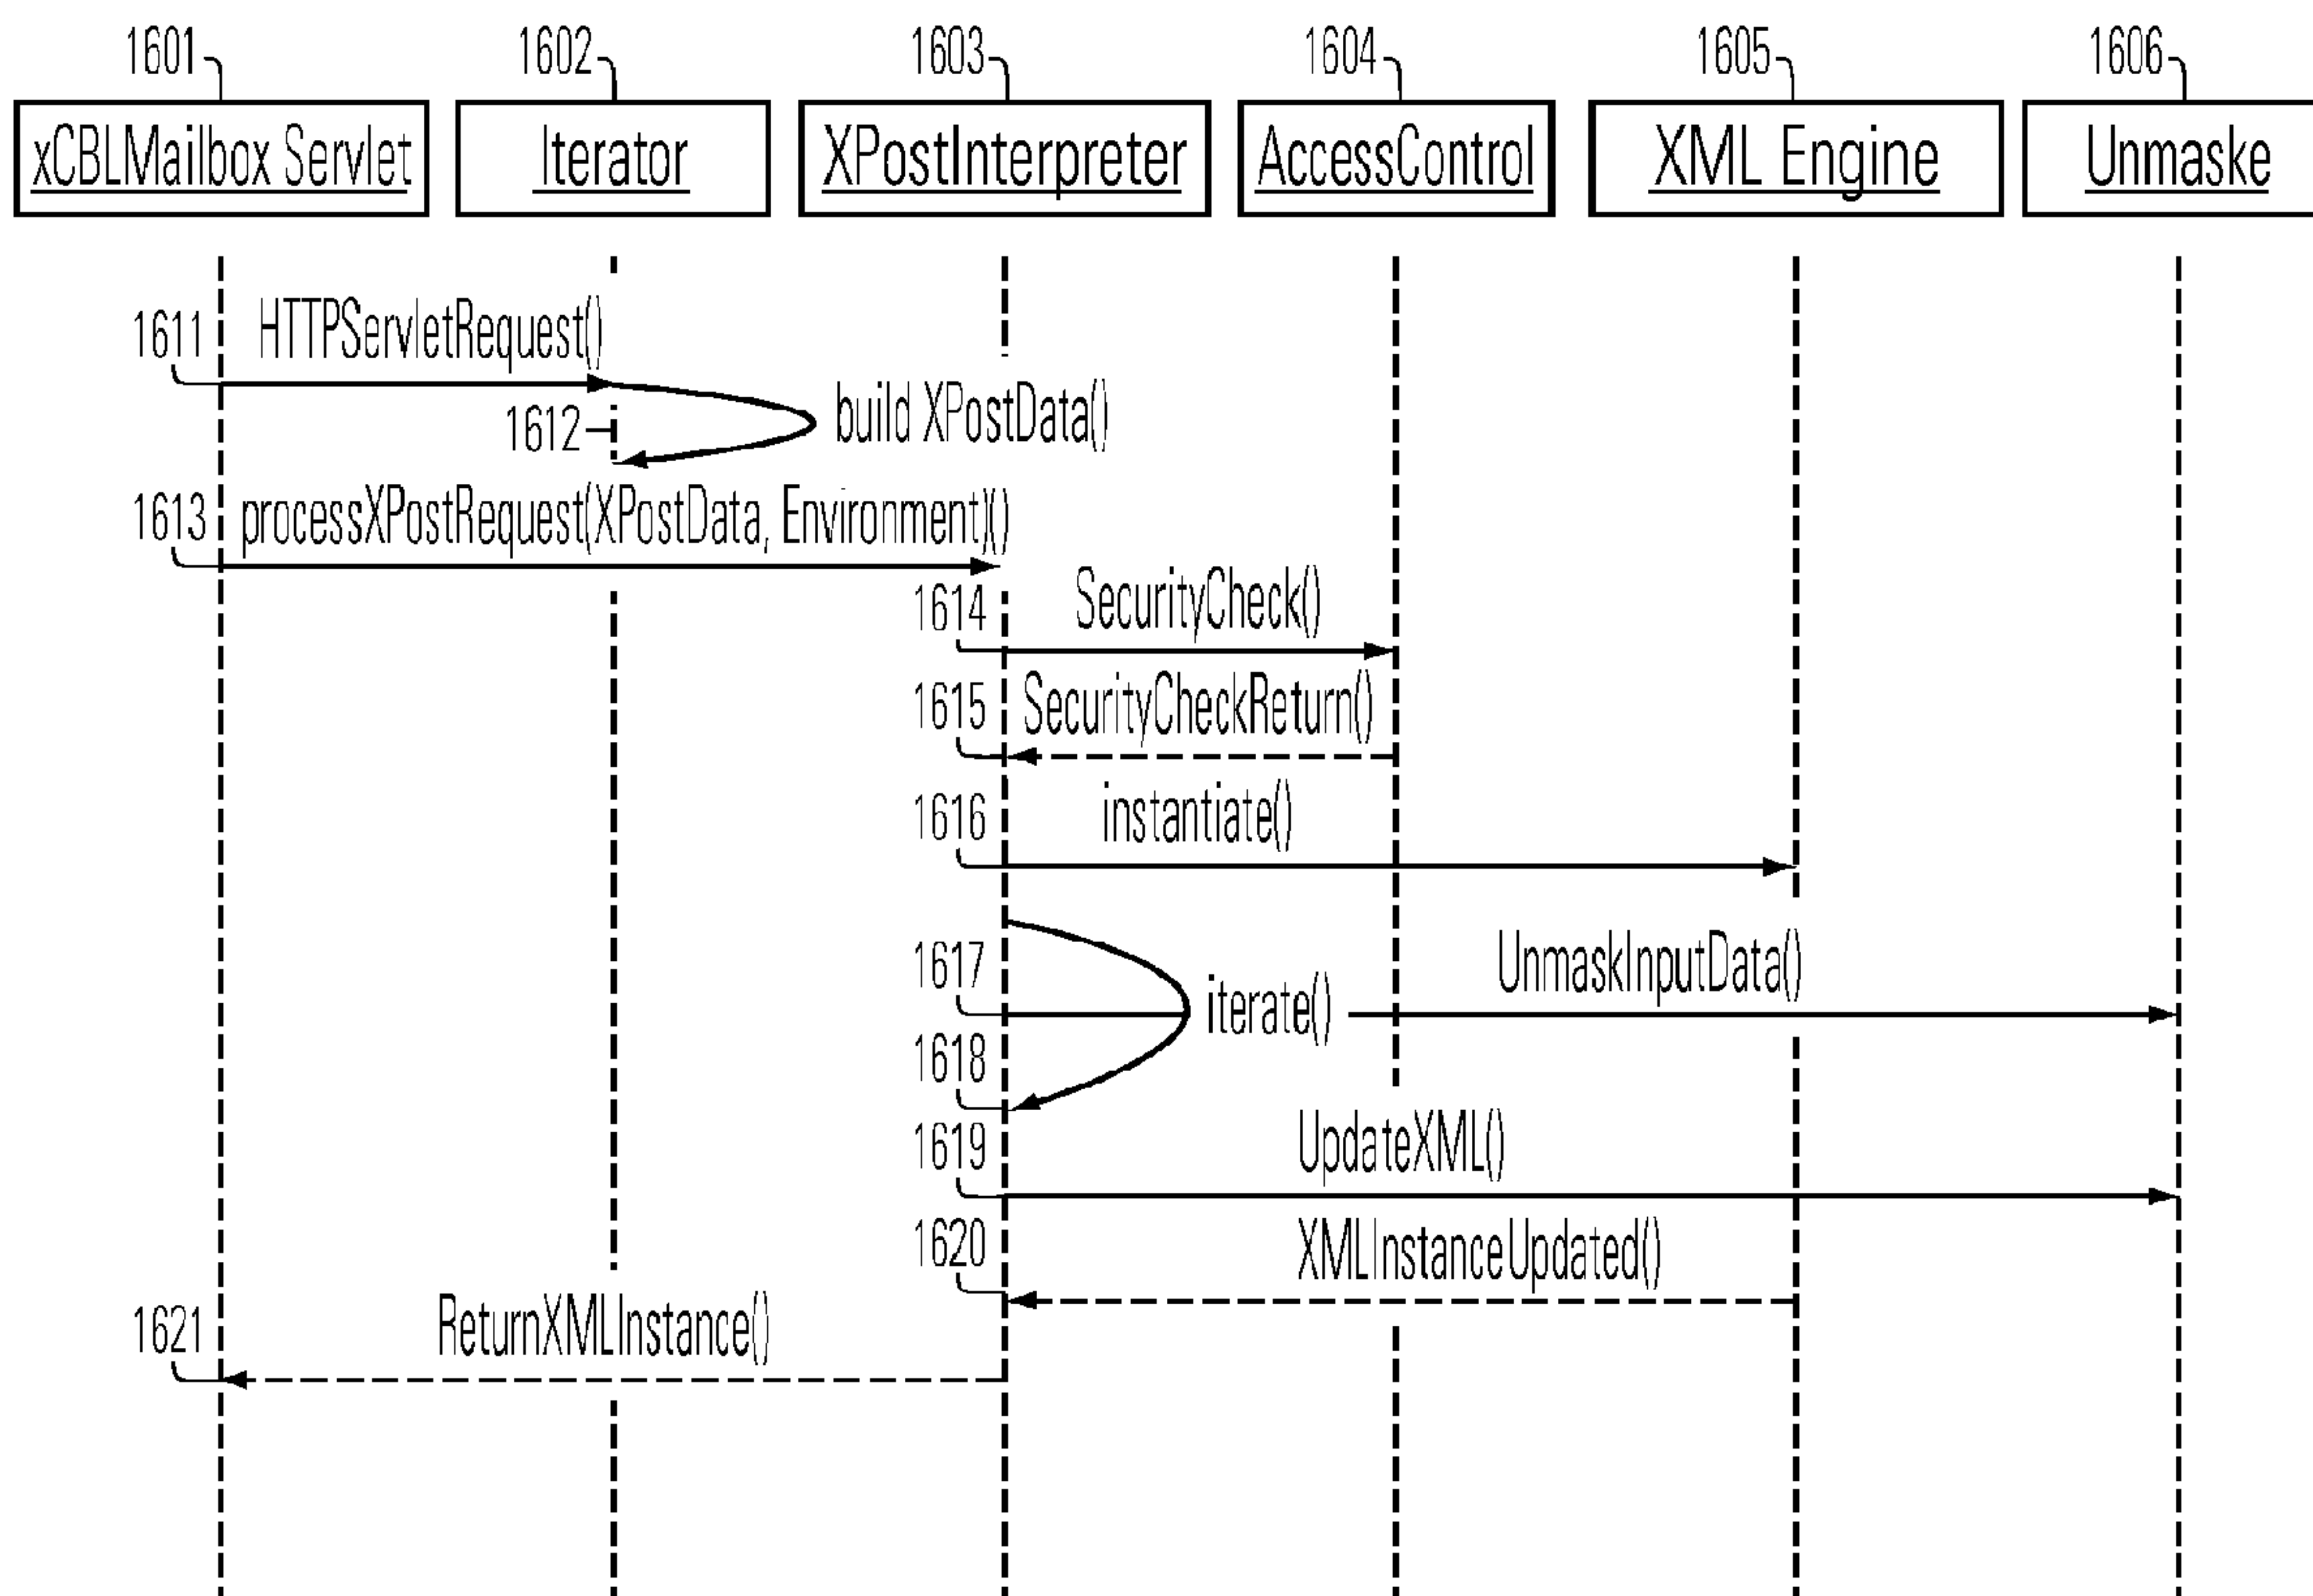 1601 1602 1603 1604 1605 1606
xCBLMailbox Servlet Iterator XPostInterpreter AccessControl XML Engine Unmaske
1611 HTTPServletRequest()
1612 build XPostData()
1613 processXPostRequest(XPostData, Environment)()
1614 SecurityCheck()
1615 SecurityCheckReturn()
1616 instantiate()
1617 iterate() UnmaskInputData()
1618
1619 UpdateXML()
1620 XMLInstanceUpdated()
1621 ReturnXMLInstance()